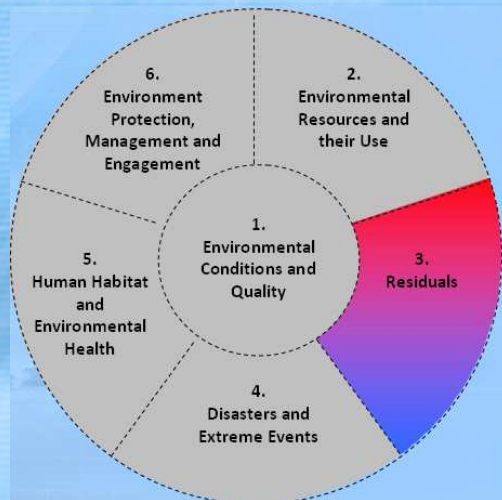 1.
Environmental
Conditions and
Quality
2.
Environmental
Resources and
their Use
3.
Residuals
4.
Disasters and
Extreme Events
5.
Human Habitat
and
Environmental
Health
6.
Environment
Protection,
Management and
Engagement